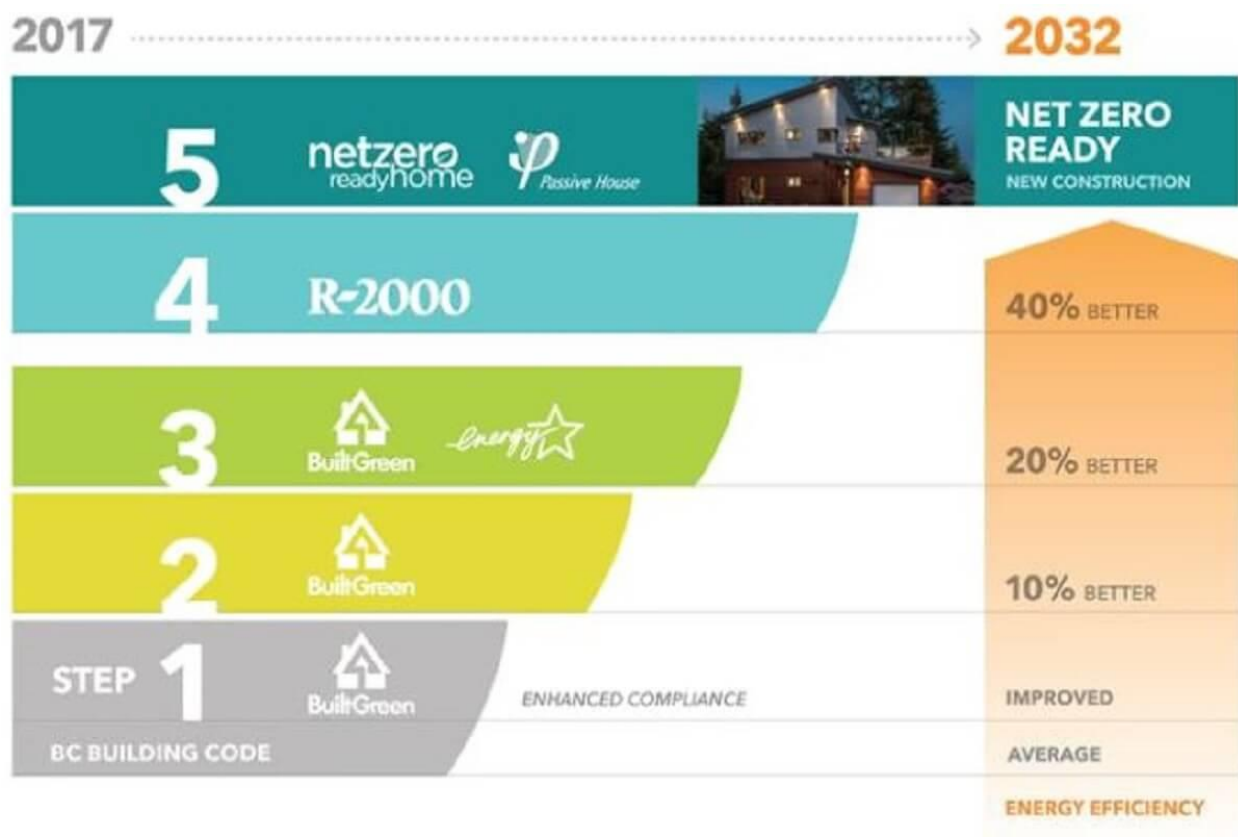 2017
2032
5
netzero
readyhome
Passive House
NET ZERO
READY
NEW CONSTRUCTION
4
R-2000
40% BETTER
3
BuiltGreen
energy
20% BETTER
2
BuiltGreen
10% BETTER
STEP 1
BuiltGreen
ENHANCED COMPLIANCE
IMPROVED
BC BUILDING CODE
AVERAGE
ENERGY EFFICIENCY